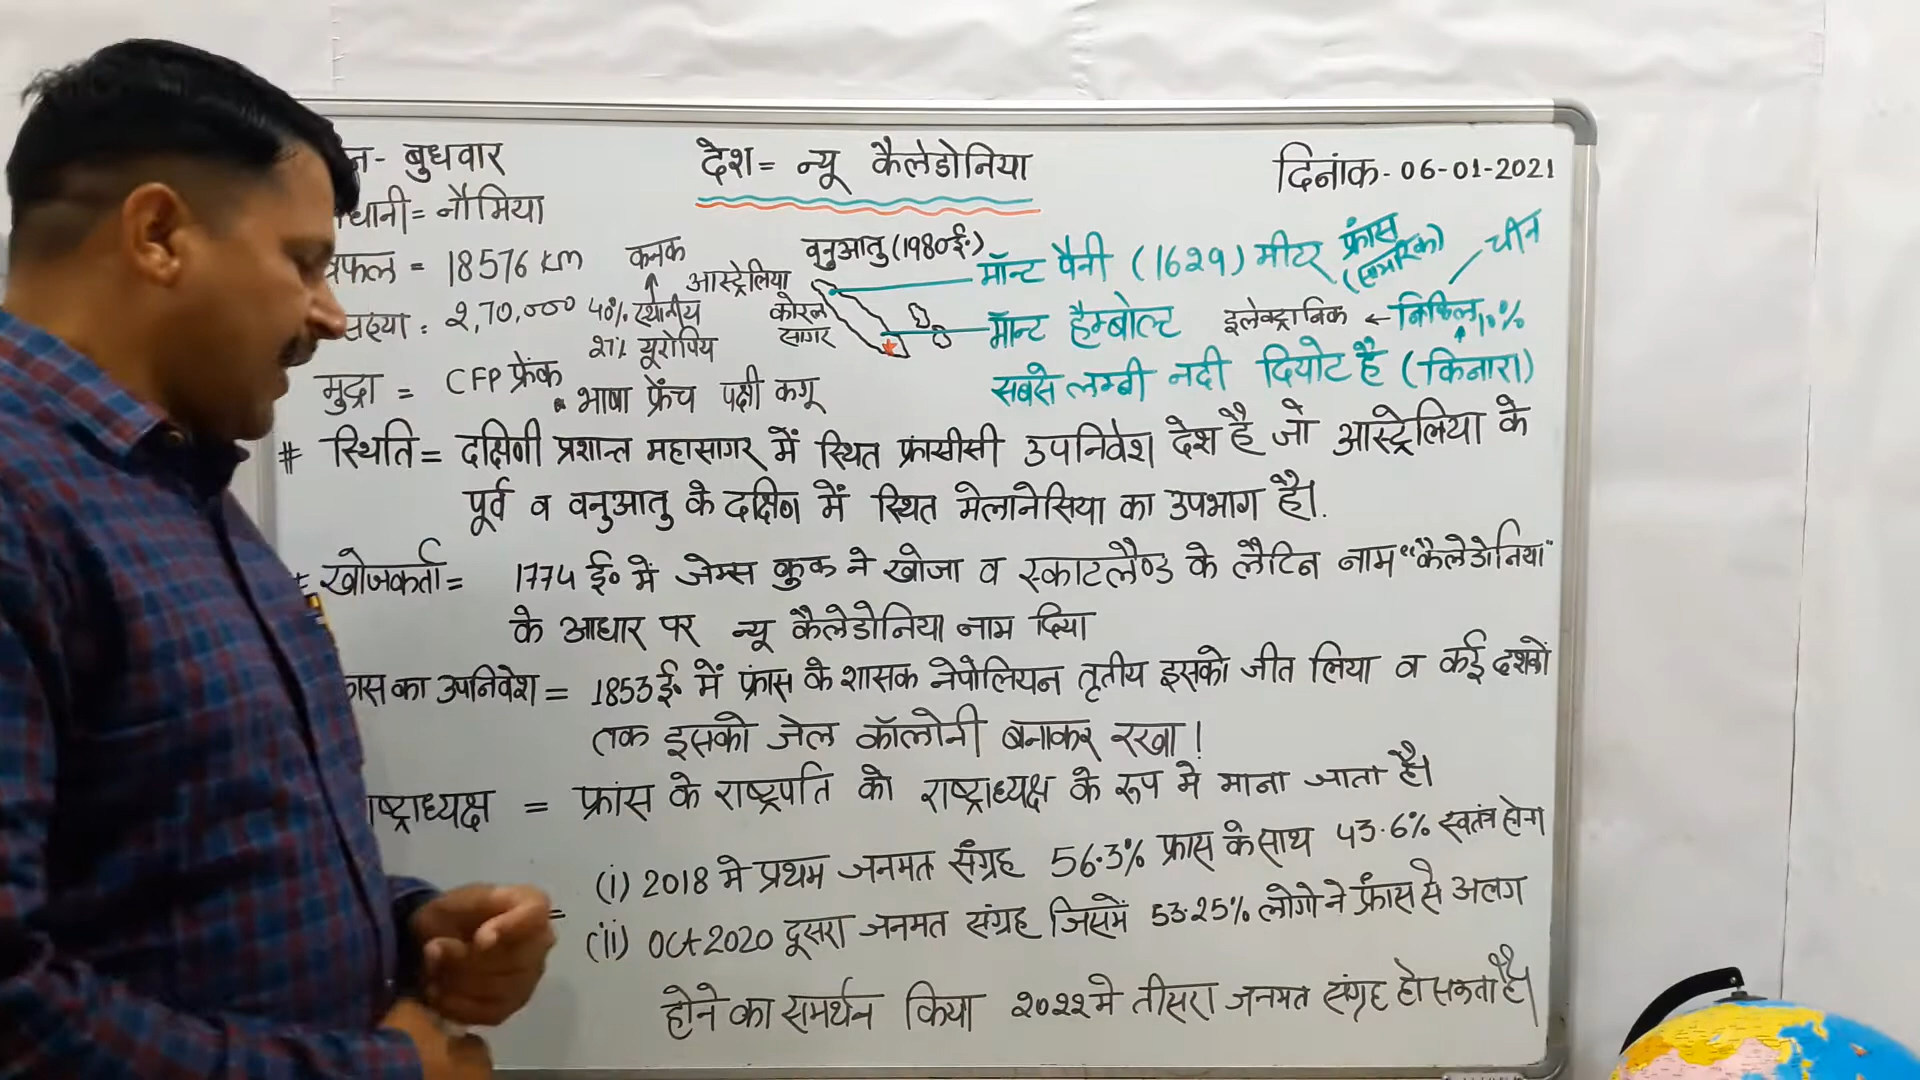 न- बुधवार
देश= न्यू कैलेडोनिया
दिनांक- 06-01-2021
धानी= नौमिया
फल = 18576 KM
कनक
आस्ट्रेलिया
वनुआतु (1980ई॰)
मॉन्ट पैनी (1629) मीटर
फ्रांस
चीन
ख्या : 2,70,000
40% स्थानीय
27% यूरोपिय
कोरल सागर
मॉन्ट हैम्बोल्ट
इलेक्ट्रानिक ← निकिल 10%
मुद्रा = CFP फ्रेंक
भाषा फ्रेंच पक्षी कगू
सबसे लम्बी नदी दियोट है (किनारा)
# स्थिति = दक्षिणी प्रशान्त महासागर में स्थित फ्रांसीसी उपनिवेश देश है जो आस्ट्रेलिया के
पूर्व व वनुआतु के दक्षिण में स्थित मेलानेसिया का उपभाग है।.
# खोजकर्ता= 1774 ई॰ में जेम्स कुक ने खोजा व स्काटलैण्ड के लैटिन नाम "कैलेडोनिया"
के आधार पर न्यू कैलेडोनिया नाम दिया
ास का उपनिवेश = 1853ई॰ में फ्रांस के शासक नेपोलियन तृतीय इसको जीत लिया व कई दशकों
तक इसको जेल कॉलोनी बनाकर रखा!
ाष्ट्राध्यक्ष = फ्रांस के राष्ट्रपति को राष्ट्राध्यक्ष के रूप मे माना जाता है।
= (i) 2018 मे प्रथम जनमत संग्रह 56.3% फ्रास के साथ 43.6% स्वतंत्र होना
(ii) Oct 2020 दूसरा जनमत संग्रह जिसमें 53.25% लोगो ने फ्रांस से अलग
होने का समर्थन किया 2022 मे तीसरा जनमत संग्रह हो सकता है।